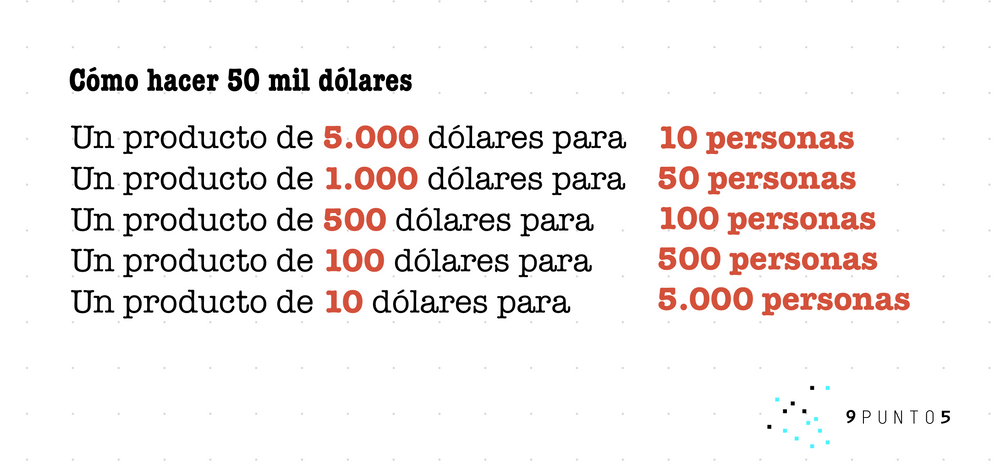 Cómo hacer 50 mil dólares
Un producto de 5.000 dólares para 10 personas
Un producto de 1.000 dólares para 50 personas
Un producto de 500 dólares para 100 personas
Un producto de 100 dólares para 500 personas
Un producto de 10 dólares para 5.000 personas
9PUNTO5